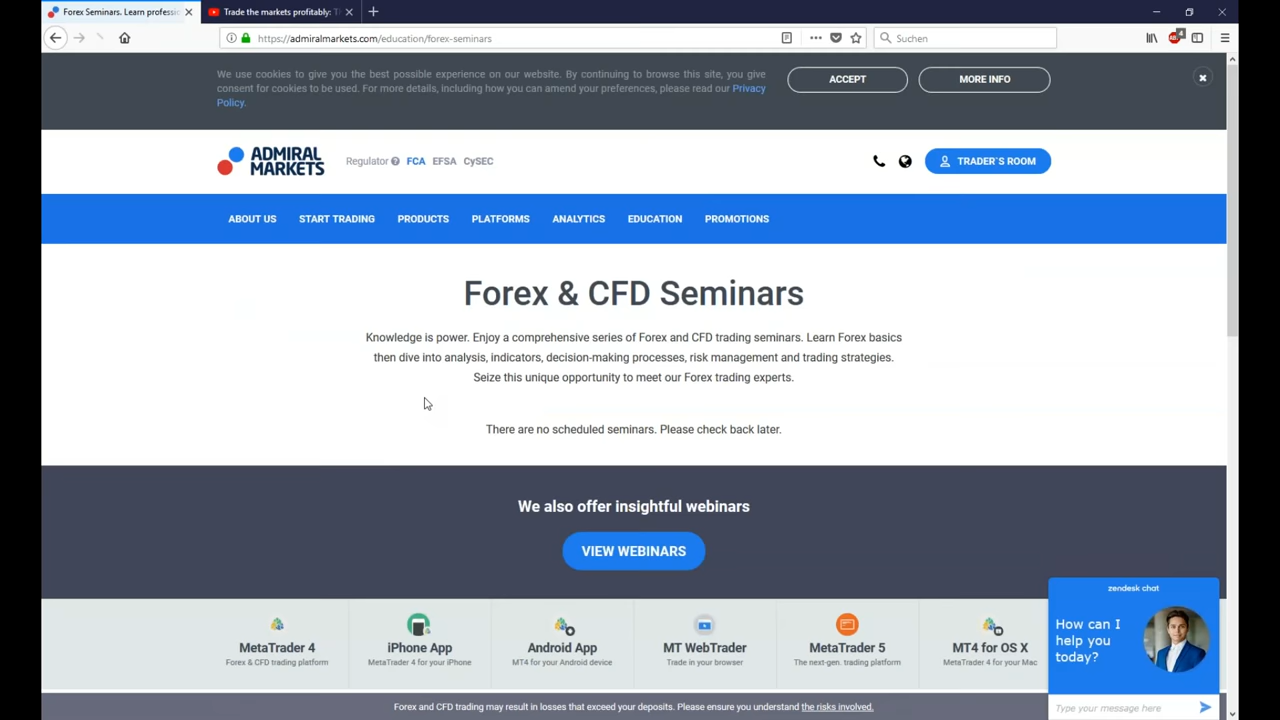 Forex Seminars. Learn professio
Trade the markets profitably: T
https://admiralmarkets.com/education/forex-seminars
Suchen
4
We use cookies to give you the best possible experience on our website. By continuing to browse this site, you give
consent for cookies to be used. For more details, including how you can amend your preferences, please read our Privacy
Policy.
ACCEPT
MORE INFO
ADMIRAL
MARKETS
Regulator FCA EFSA CySEC
TRADER`S ROOM
ABOUT US START TRADING PRODUCTS PLATFORMS ANALYTICS EDUCATION PROMOTIONS
Forex & CFD Seminars
Knowledge is power. Enjoy a comprehensive series of Forex and CFD trading seminars. Learn Forex basics
then dive into analysis, indicators, decision-making processes, risk management and trading strategies.
Seize this unique opportunity to meet our Forex trading experts.
There are no scheduled seminars. Please check back later.
We also offer insightful webinars
VIEW WEBINARS
MetaTrader 4
Forex & CFD trading platform
iPhone App
MetaTrader 4 for your iPhone
Android App
MT4 for your Android device
MT WebTrader
Trade in your browser
MetaTrader 5
The next-gen. trading platform
MT4 for OS X
MetaTrader 4 for your Mac
zendesk chat
How can I
help you
today?
Type your message here
Forex and CFD trading may result in losses that exceed your deposits. Please ensure you understand the risks involved.